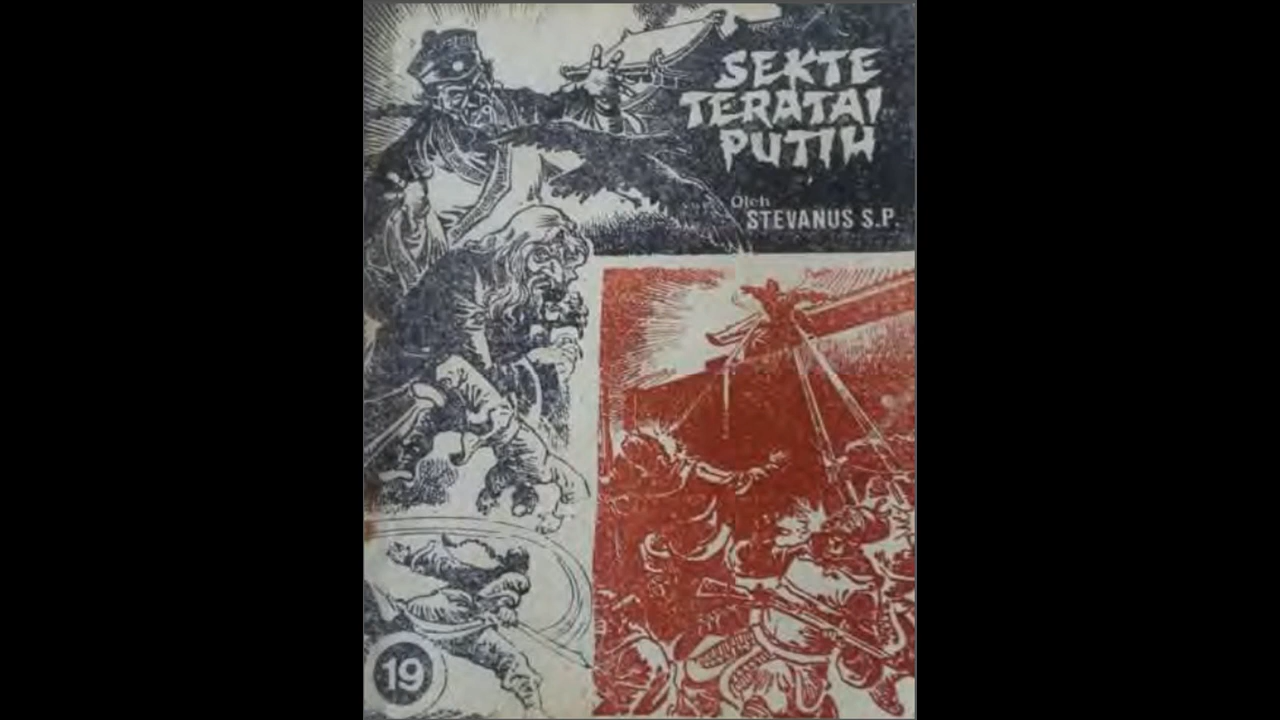 SEKTE
TERATAI
PUTIH
Oleh
STEVANUS S.P.
19